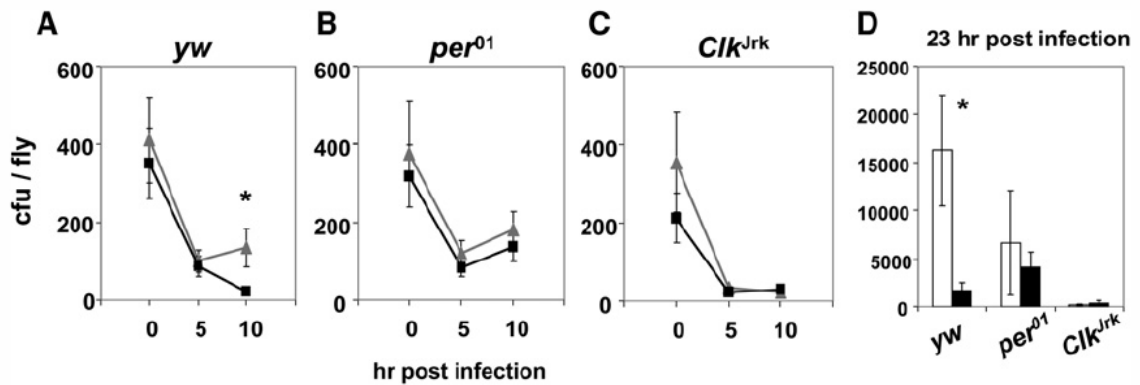 A
yw
600
400
200
0
0 5 10
cfu / fly
*
B
per01
600
400
200
0
0 5 10
hr post infection
C
ClkJrk
600
400
200
0
0 5 10
D
23 hr post infection
25000
20000
15000
10000
5000
0
*
yw per01 ClkJrk